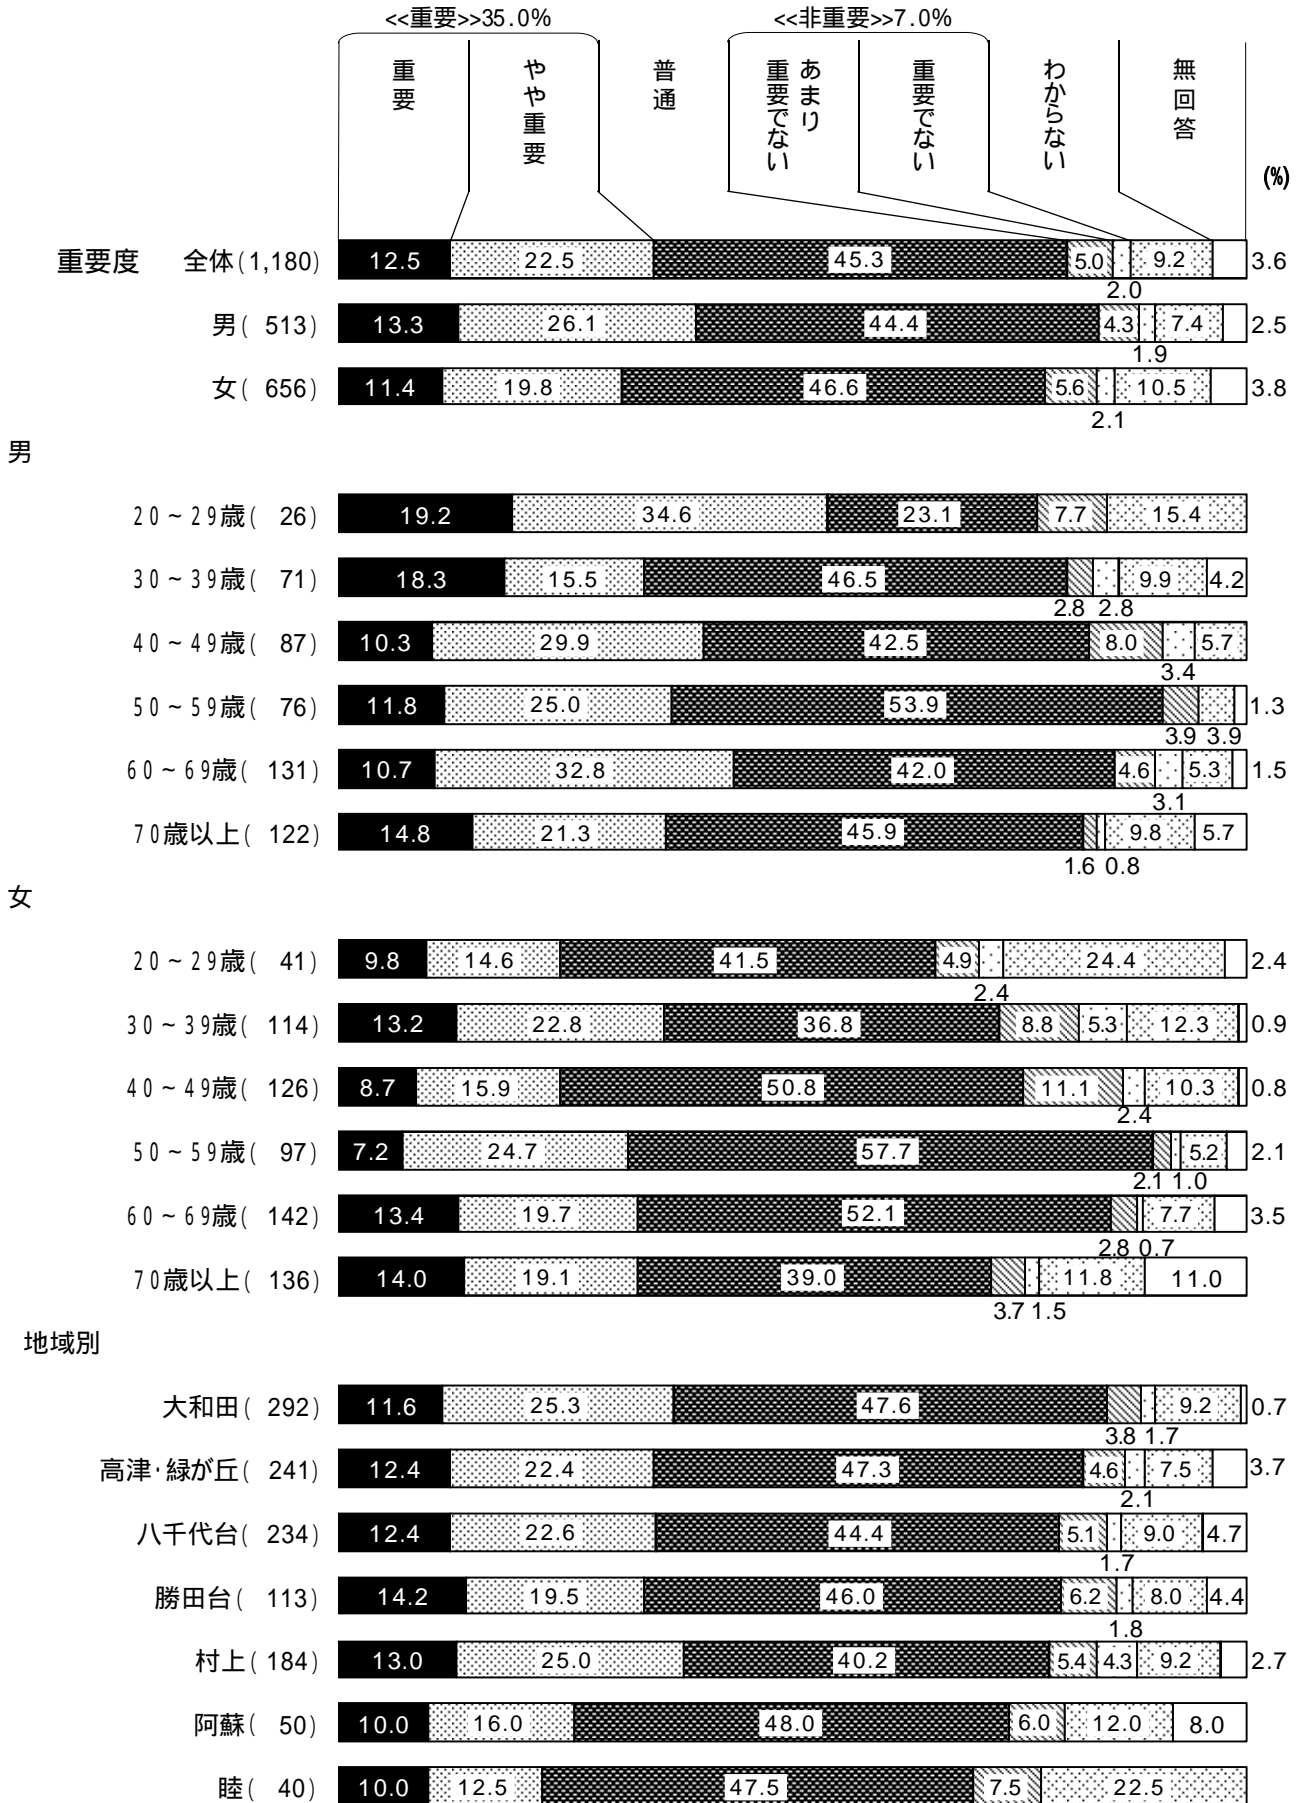 <<重要>>35.0% <<非重要>>7.0%
重要 やや重要 普通 あまり重要でない 重要でない わからない 無回答
(%)
重要度 全体(1,180) 12.5 22.5 45.3 5.0 9.2 3.6
2.0
男( 513) 13.3 26.1 44.4 4.3 7.4 2.5
1.9
女( 656) 11.4 19.8 46.6 5.6 10.5 3.8
2.1
男
20~29歳( 26) 19.2 34.6 23.1 7.7 15.4
30~39歳( 71) 18.3 15.5 46.5 9.9 4.2
2.8 2.8
40~49歳( 87) 10.3 29.9 42.5 8.0 5.7
3.4
50~59歳( 76) 11.8 25.0 53.9 1.3
3.9 3.9
60~69歳( 131) 10.7 32.8 42.0 4.6 5.3 1.5
3.1
70歳以上( 122) 14.8 21.3 45.9 9.8 5.7
1.6 0.8
女
20~29歳( 41) 9.8 14.6 41.5 4.9 24.4 2.4
2.4
30~39歳( 114) 13.2 22.8 36.8 8.8 5.3 12.3 0.9
40~49歳( 126) 8.7 15.9 50.8 11.1 10.3 0.8
2.4
50~59歳( 97) 7.2 24.7 57.7 5.2 2.1
2.1 1.0
60~69歳( 142) 13.4 19.7 52.1 7.7 3.5
2.8 0.7
70歳以上( 136) 14.0 19.1 39.0 11.8 11.0
3.7 1.5
地域別
大和田( 292) 11.6 25.3 47.6 9.2 0.7
3.8 1.7
高津・緑が丘( 241) 12.4 22.4 47.3 4.6 7.5 3.7
2.1
八千代台( 234) 12.4 22.6 44.4 5.1 9.0 4.7
1.7
勝田台( 113) 14.2 19.5 46.0 6.2 8.0 4.4
1.8
村上( 184) 13.0 25.0 40.2 5.4 4.3 9.2 2.7
阿蘇( 50) 10.0 16.0 48.0 6.0 12.0 8.0
睦( 40) 10.0 12.5 47.5 7.5 22.5